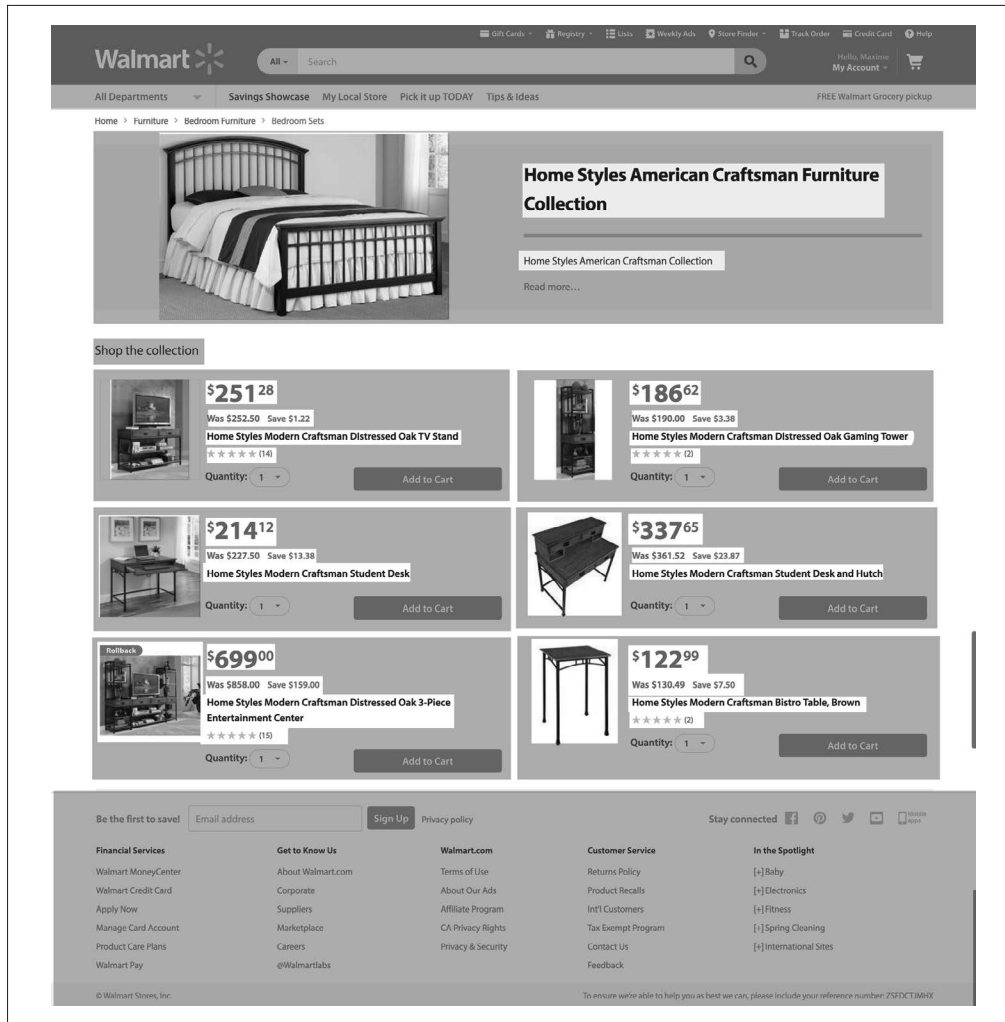 Gift Cards Registry Lists Weekly Ads Store Finder Track Order Credit Card Help
Walmart All Search Hello, Maxime
My Account
All Departments Savings Showcase My Local Store Pick it up TODAY Tips & Ideas FREE Walmart Grocery pickup
Home > Furniture > Bedroom Furniture > Bedroom Sets
Home Styles American Craftsman Furniture
Collection
Home Styles American Craftsman Collection
Read more...
Shop the collection
$251 28
Was $252.50 Save $1.22
Home Styles Modern Craftsman Distressed Oak TV Stand
(14)
Quantity: 1 Add to Cart
$186 62
Was $190.00 Save $3.38
Home Styles Modern Craftsman Distressed Oak Gaming Tower
(2)
Quantity: 1 Add to Cart
$214 12
Was $227.50 Save $13.38
Home Styles Modern Craftsman Student Desk
Quantity: 1 Add to Cart
$337 65
Was $361.52 Save $23.87
Home Styles Modern Craftsman Student Desk and Hutch
Quantity: 1 Add to Cart
Rollback
$699 00
Was $858.00 Save $159.00
Home Styles Modern Craftsman Distressed Oak 3-Piece
Entertainment Center
(15)
Quantity: 1 Add to Cart
$122 99
Was $130.49 Save $7.50
Home Styles Modern Craftsman Bistro Table, Brown
(2)
Quantity: 1 Add to Cart
Be the first to save! Email address Sign Up Privacy policy Stay connected Mobile
apps
Financial Services Get to Know Us Walmart.com Customer Service In the Spotlight
Walmart MoneyCenter About Walmart.com Terms of Use Returns Policy [+]Baby
Walmart Credit Card Corporate About Our Ads Product Recalls [+]Electronics
Apply Now Suppliers Affiliate Program Int'l Customers [+]Fitness
Manage Card Account Marketplace CA Privacy Rights Tax Exempt Program [+]Spring Cleaning
Product Care Plans Careers Privacy & Security Contact Us [+]International Sites
Walmart Pay @Walmartlabs Feedback
© Walmart Stores, Inc. To ensure we're able to help you as best we can, please include your reference number: